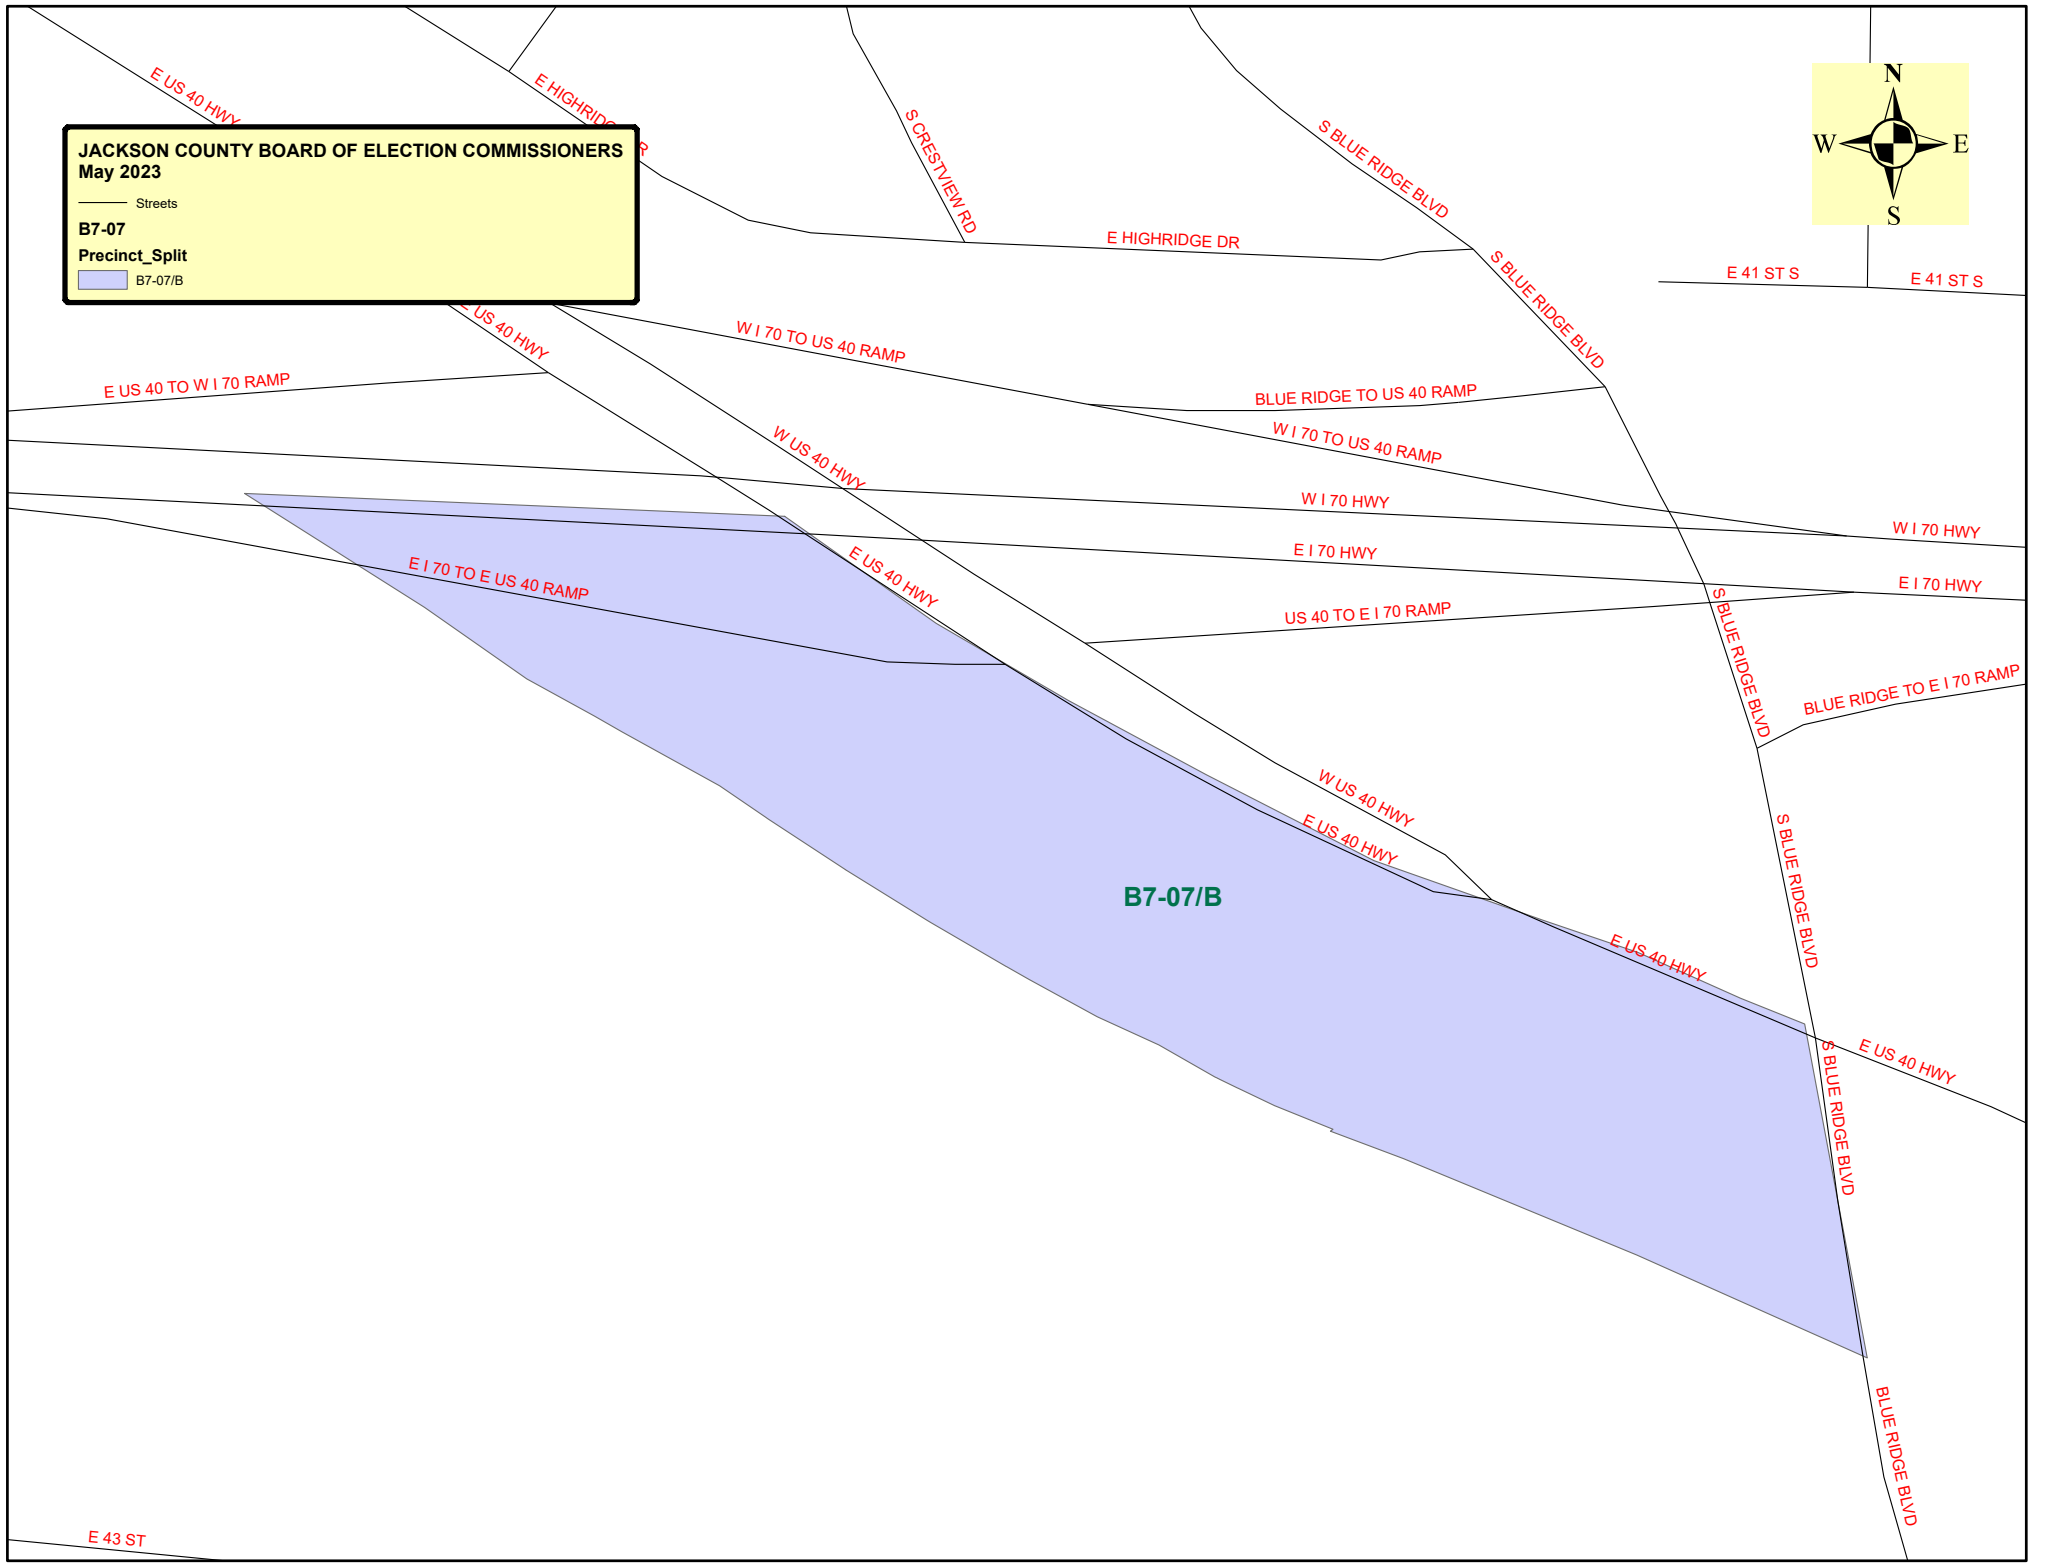 E US 40 HWY
E HIGHRIDGE DR
S CRESTVIEW RD
S BLUE RIDGE BLVD
N
W
E
S
JACKSON COUNTY BOARD OF ELECTION COMMISSIONERS
May 2023
Streets
B7-07
Precinct_Split
B7-07/B
E HIGHRIDGE DR
S BLUE RIDGE BLVD
E 41 ST S
E 41 ST S
E US 40 HWY
W I 70 TO US 40 RAMP
E US 40 TO W I 70 RAMP
BLUE RIDGE TO US 40 RAMP
W US 40 HWY
W I 70 TO US 40 RAMP
W I 70 HWY
W I 70 HWY
E I 70 HWY
E I 70 HWY
E US 40 HWY
E I 70 TO E US 40 RAMP
US 40 TO E I 70 RAMP
S BLUE RIDGE BLVD
BLUE RIDGE TO E I 70 RAMP
W US 40 HWY
E US 40 HWY
S BLUE RIDGE BLVD
B7-07/B
E US 40 HWY
E US 40 HWY
S BLUE RIDGE BLVD
BLUE RIDGE BLVD
E 43 ST